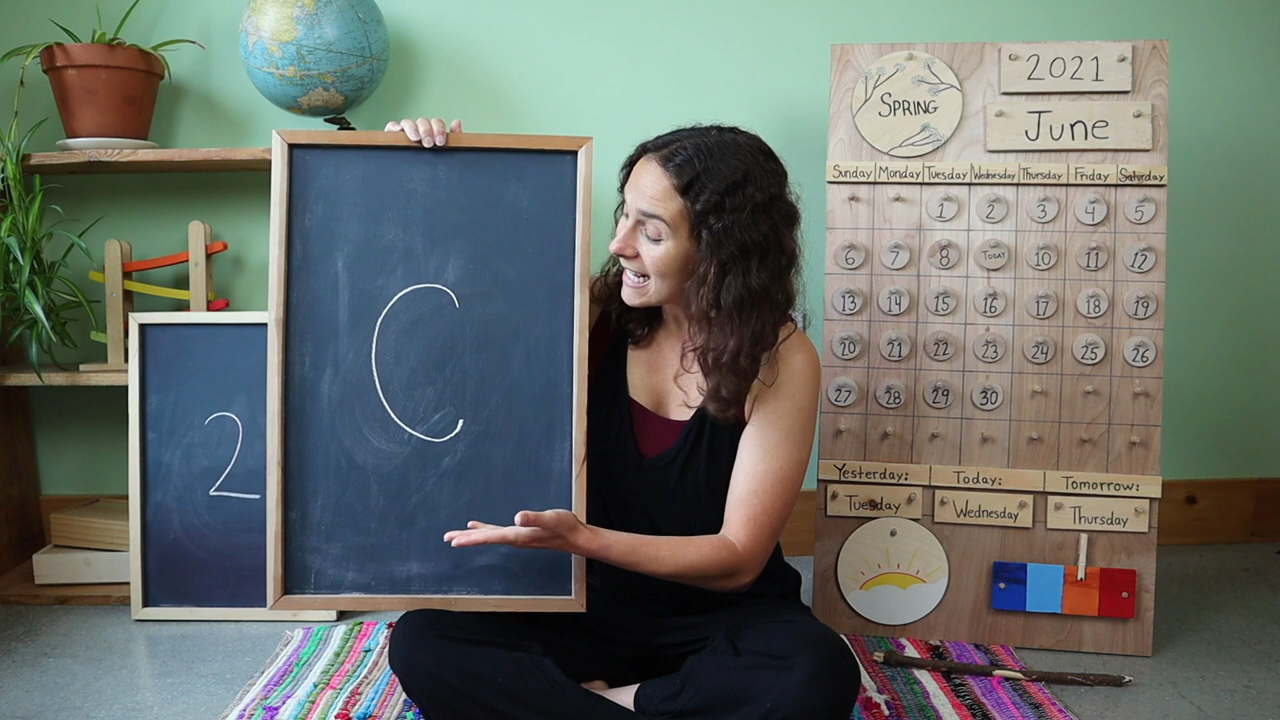 2
C
SPRING
2021
June
Sunday Monday Tuesday Wednesday Thursday Friday Saturday
1 2 3 4 5
6 7 8 TODAY 10 11 12
13 14 15 16 17 18 19
20 21 22 23 24 25 26
27 28 29 30
Yesterday: Today: Tomorrow:
Tuesday Wednesday Thursday